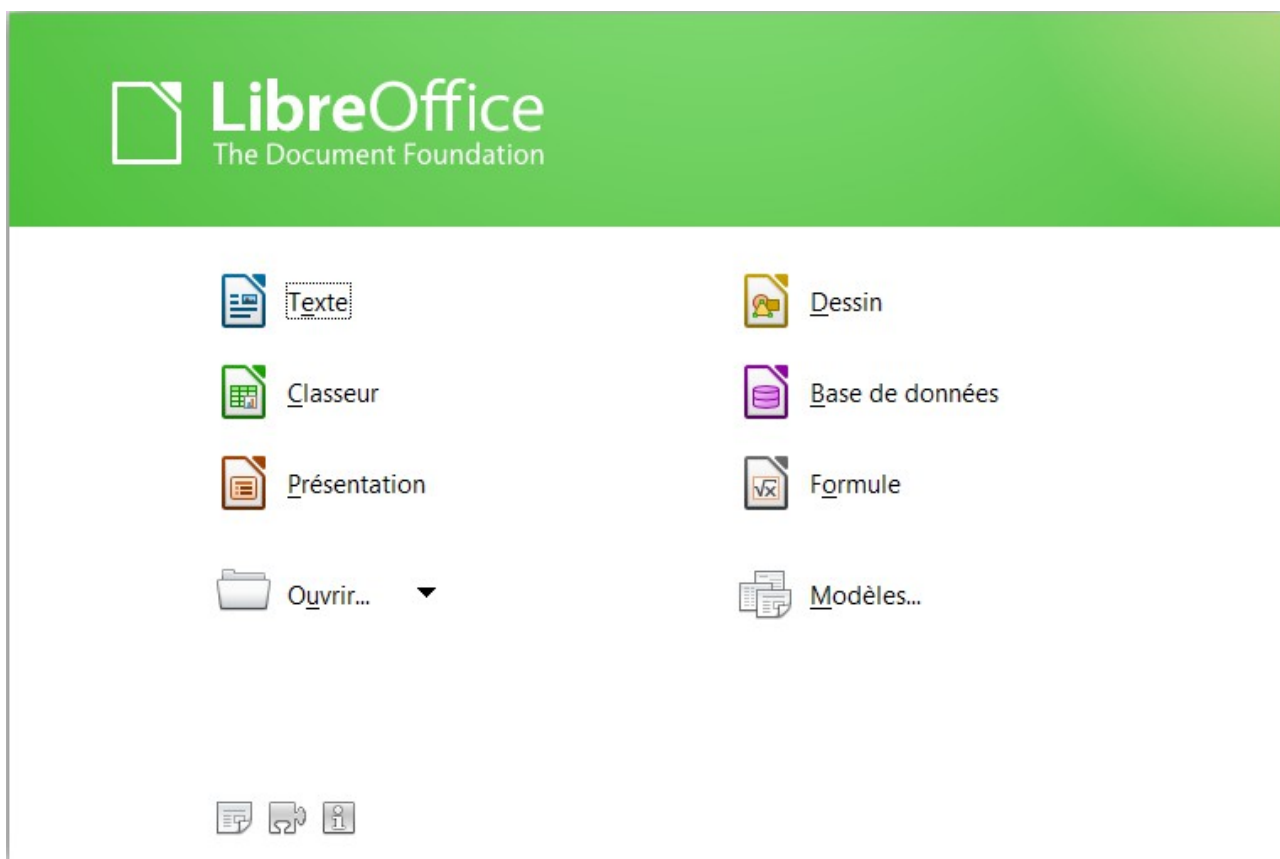 LibreOffice
The Document Foundation
Texte
Dessin
Classeur
Base de données
Présentation
Formule
Ouvrir...
Modèles...